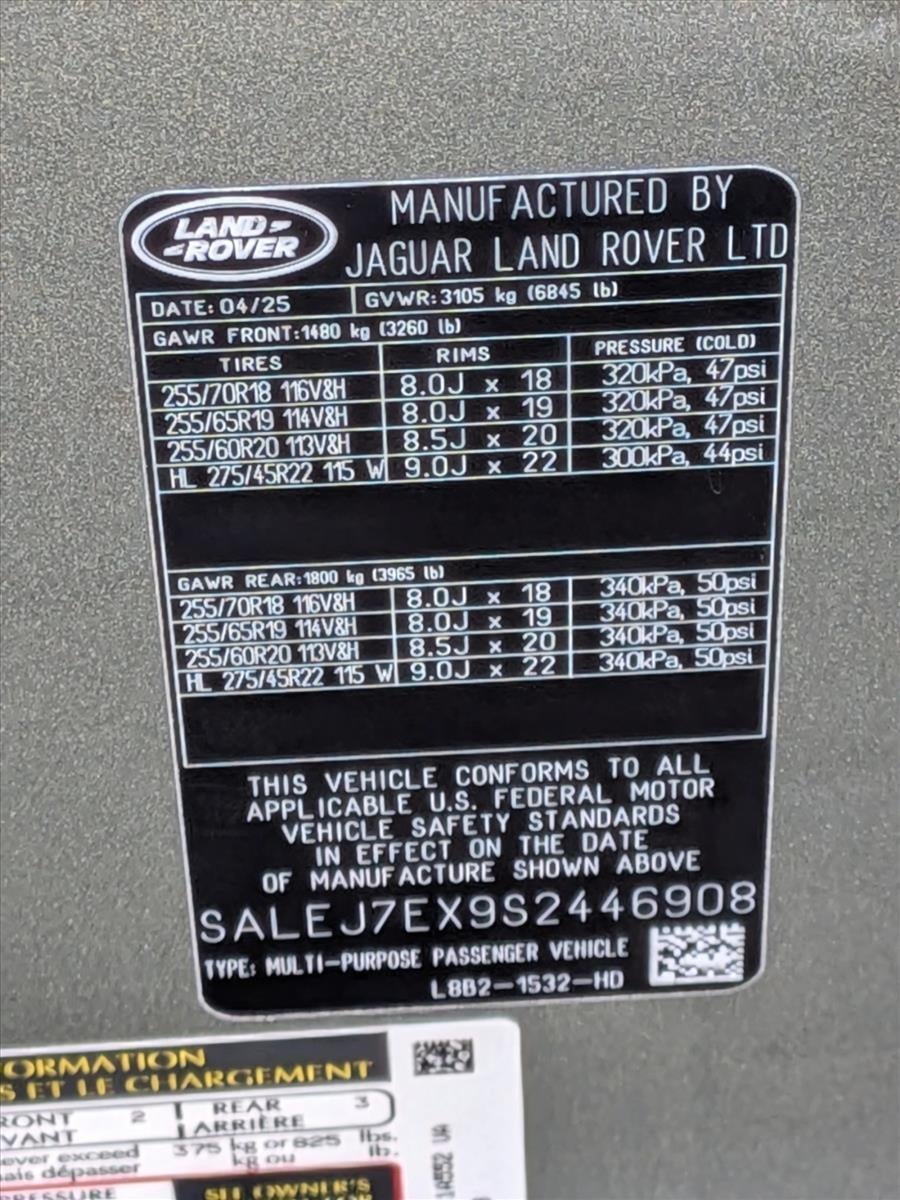 LAND
ROVER
MANUFACTURED BY
JAGUAR LAND ROVER LTD
DATE: 04/25 GVWR: 3105 kg (6845 lb)
GAWR FRONT: 1480 kg (3260 lb)
TIRES RIMS PRESSURE (COLD)
255/70R18 116V&H 8.0J x 18 320kPa, 47psi
255/65R19 114V&H 8.0J x 19 320kPa, 47psi
255/60R20 113V&H 8.5J x 20 320kPa, 47psi
HL 275/45R22 115 W 9.0J x 22 300kPa, 44psi
GAWR REAR: 1800 kg (3965 lb)
255/70R18 116V&H 8.0J x 18 340kPa, 50psi
255/65R19 114V&H 8.0J x 19 340kPa, 50psi
255/60R20 113V&H 8.5J x 20 340kPa, 50psi
HL 275/45R22 115 W 9.0J x 22 340kPa, 50psi
THIS VEHICLE CONFORMS TO ALL
APPLICABLE U.S. FEDERAL MOTOR
VEHICLE SAFETY STANDARDS
IN EFFECT ON THE DATE
OF MANUFACTURE SHOWN ABOVE
SALEJ7EX9S2446908
TYPE: MULTI-PURPOSE PASSENGER VEHICLE
L8B2-1532-HD
FORMATION
S ET LE CHARGEMENT
RONT 2 REAR 3
VANT ARRIÈRE
ever exceed 375 kg or 825 lbs.
ais dépasser kg ou lb.
PRESSURE SEE OWNER'S
14552 UA